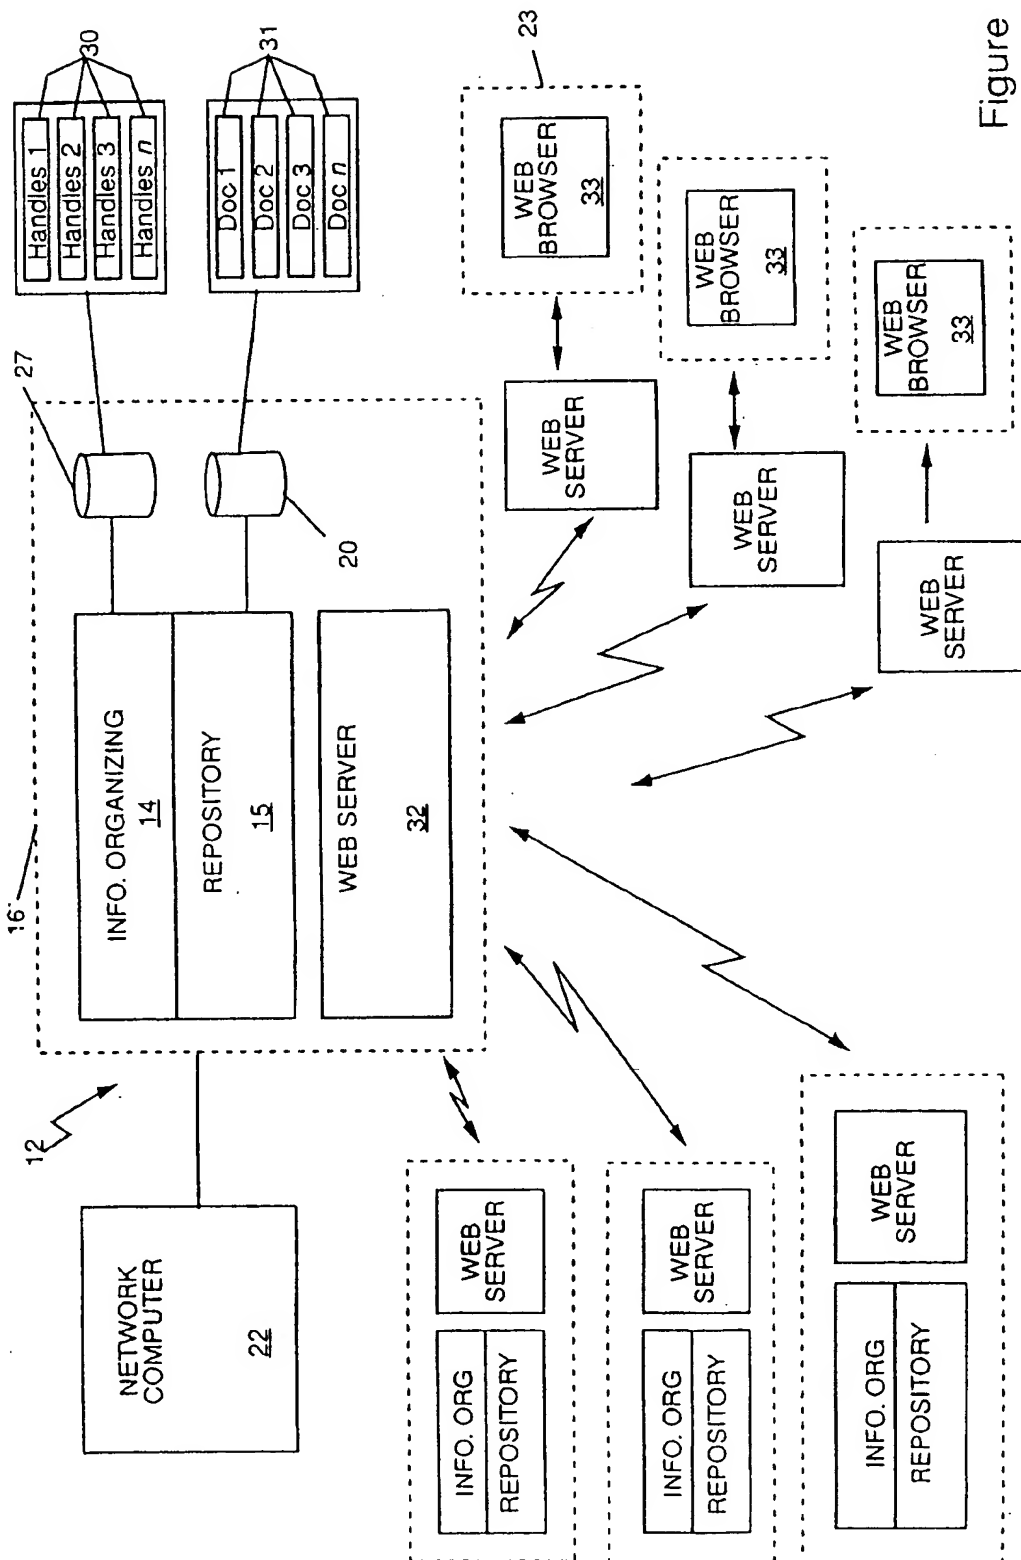 12
NETWORK
COMPUTER
22
16
INFO. ORGANIZING
14
REPOSITORY
15
WEB SERVER
32
27
20
Handles 1
Handles 2
Handles 3
Handles n
30
Doc 1
Doc 2
Doc 3
Doc n
31
INFO. ORG
REPOSITORY
WEB
SERVER
INFO. ORG
REPOSITORY
WEB
SERVER
INFO. ORG
REPOSITORY
WEB
SERVER
WEB
SERVER
WEB
BROWSER
33
23
WEB
SERVER
WEB
BROWSER
33
WEB
SERVER
WEB
BROWSER
33
Figure